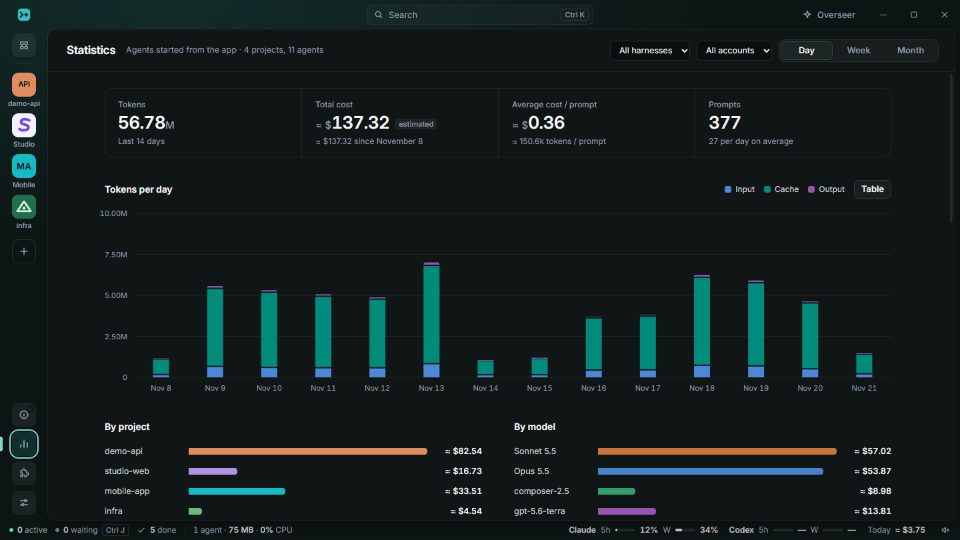 Search Ctrl K Overseer
Statistics Agents started from the app · 4 projects, 11 agents All harnesses All accounts Day Week Month
API
demo-api
S
Studio
MA
Mobile
infra
Tokens Total cost Average cost / prompt Prompts
56.78M ≈ $137.32 estimated ≈ $0.36 377
Last 14 days ≈ $137.32 since November 8 ≈ 150.6k tokens / prompt 27 per day on average
Tokens per day Input Cache Output Table
10.00M
7.50M
5.00M
2.50M
0
Nov 8 Nov 9 Nov 10 Nov 11 Nov 12 Nov 13 Nov 14 Nov 15 Nov 16 Nov 17 Nov 18 Nov 19 Nov 20 Nov 21
By project By model
demo-api ≈ $82.54 Sonnet 5.5 ≈ $57.02
studio-web ≈ $16.73 Opus 5.5 ≈ $53.87
mobile-app ≈ $33.51 composer-2.5 ≈ $8.98
infra ≈ $4.54 gpt-5.6-terra ≈ $13.81
0 active 0 waiting Ctrl J 5 done 1 agent · 75 MB · 0% CPU Claude 5h 12% W 34% Codex 5h — W — Today ≈ $3.75